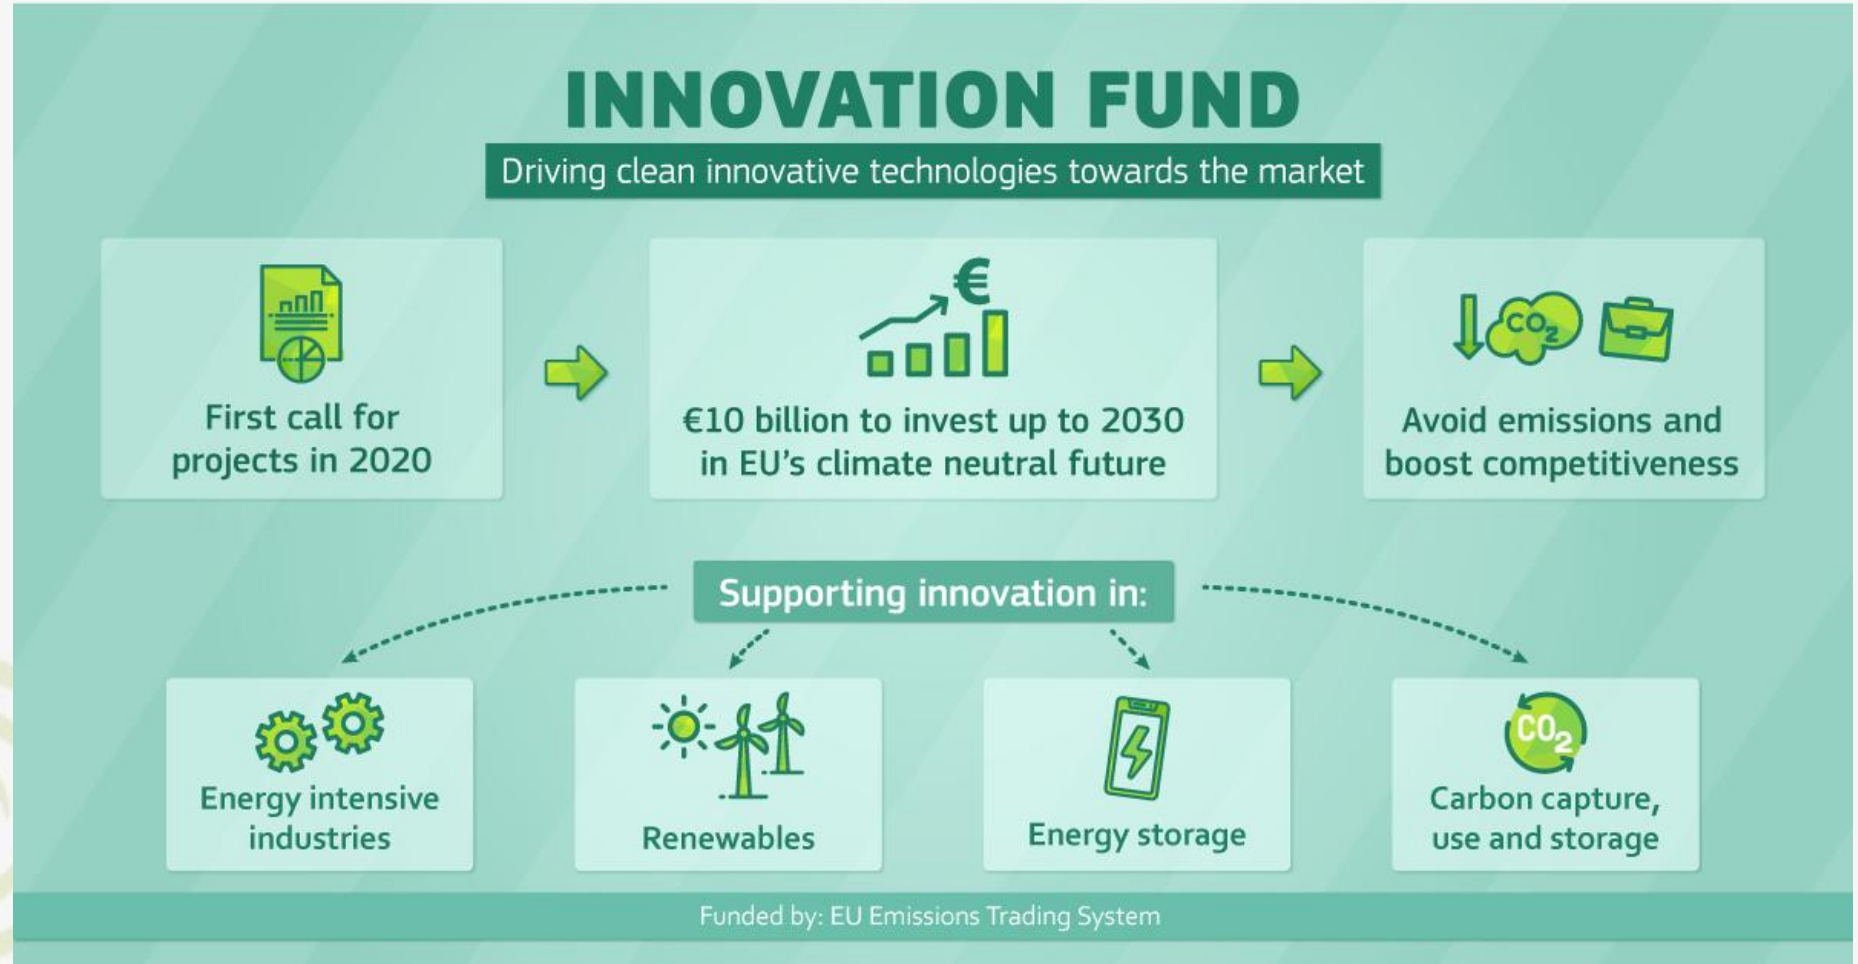 INNOVATION FUND
Driving clean innovative technologies towards the market
First call for
projects in 2020
€
€10 billion to invest up to 2030
in EU's climate neutral future
CO₂
Avoid emissions and
boost competitiveness
Supporting innovation in:
Energy intensive
industries
Renewables
Energy storage
CO₂
Carbon capture,
use and storage
Funded by: EU Emissions Trading System